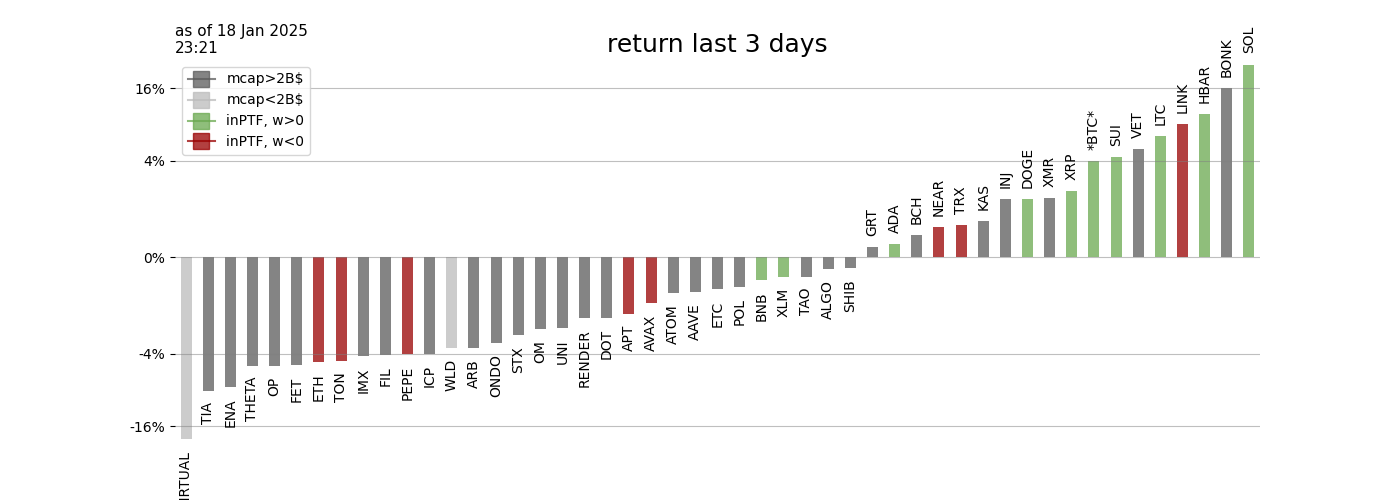 as of 18 Jan 2025
23:21
return last 3 days
mcap>2B$
mcap<2B$
inPTF, w>0
inPTF, w<0
16%
4%
0%
-4%
-16%
IRTUAL
TIA
ENA
THETA
OP
FET
ETH
TON
IMX
FIL
PEPE
ICP
WLD
ARB
ONDO
STX
OM
UNI
RENDER
DOT
APT
AVAX
ATOM
AAVE
ETC
POL
BNB
XLM
TAO
ALGO
SHIB
GRT
ADA
BCH
NEAR
TRX
KAS
INJ
DOGE
XMR
XRP
*BTC*
SUI
VET
LTC
LINK
HBAR
BONK
SOL